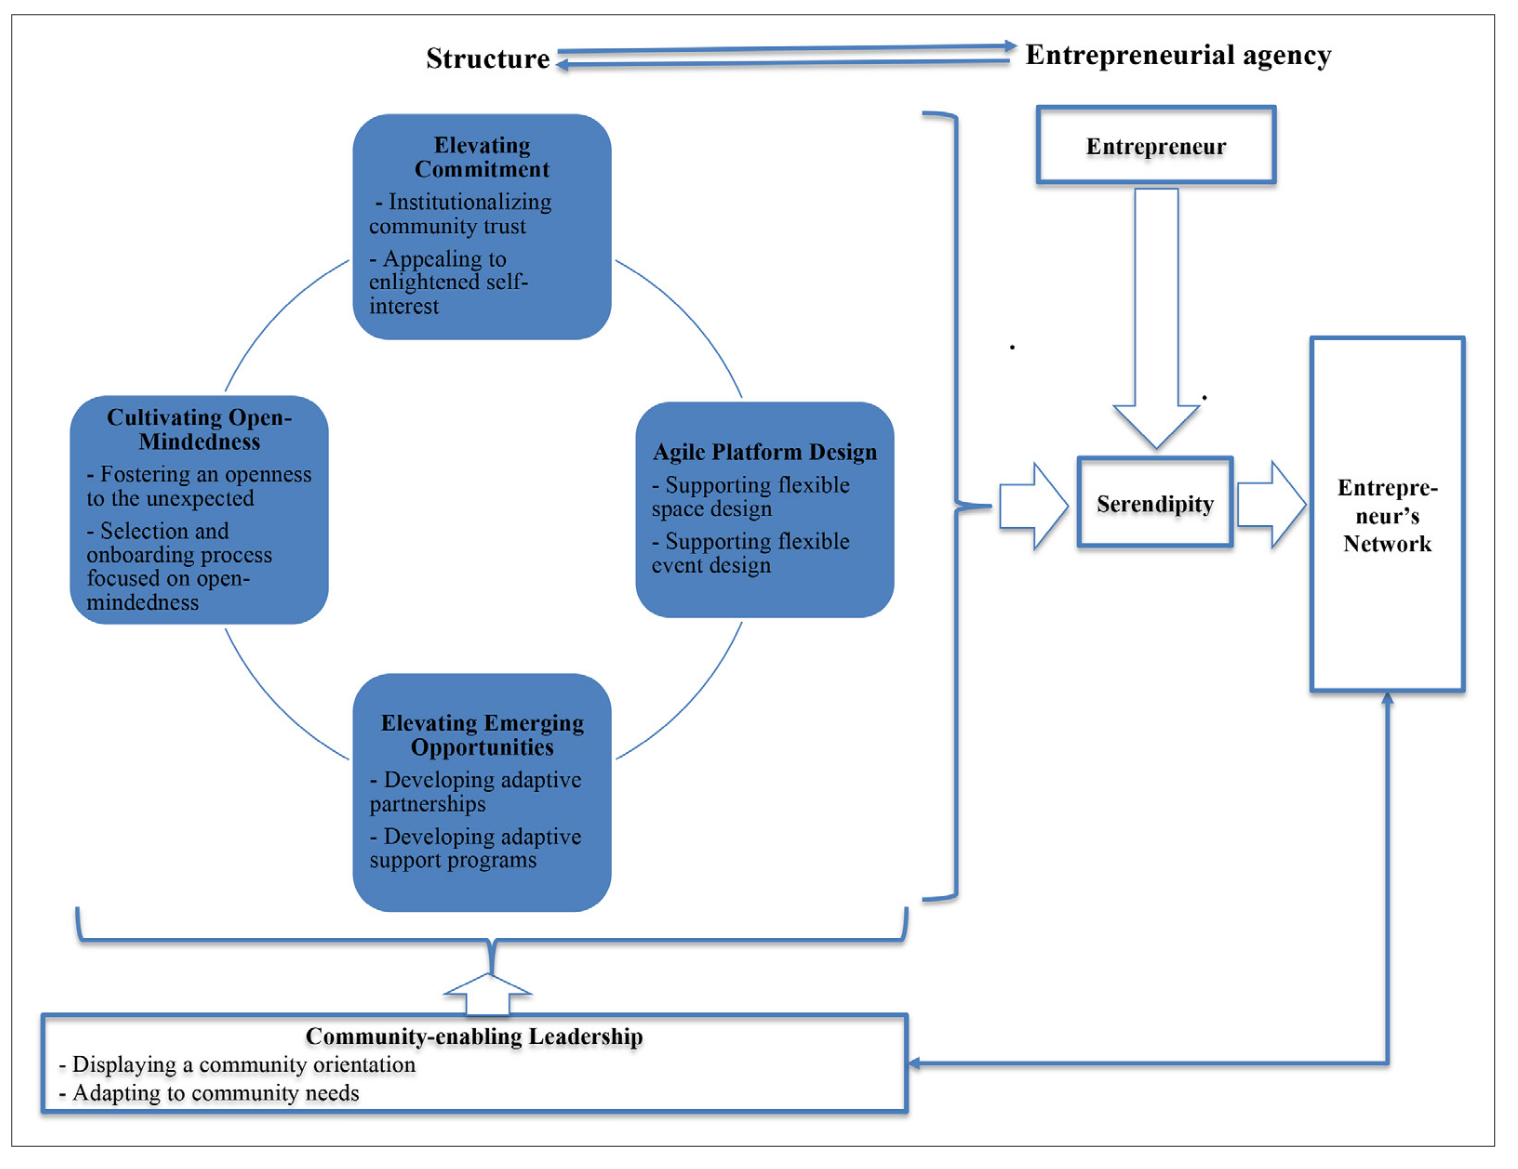 Structure
Entrepreneurial agency
Elevating
Commitment
- Institutionalizing
community trust
- Appealing to
enlightened self-
interest
Entrepreneur
Cultivating Open-
Mindedness
- Fostering an openness
to the unexpected
- Selection and
onboarding process
focused on open-
mindedness
Agile Platform Design
- Supporting flexible
space design
- Supporting flexible
event design
Serendipity
Entrepre-
neur’s
Network
Elevating Emerging
Opportunities
- Developing adaptive
partnerships
- Developing adaptive
support programs
Community-enabling Leadership
- Displaying a community orientation
- Adapting to community needs